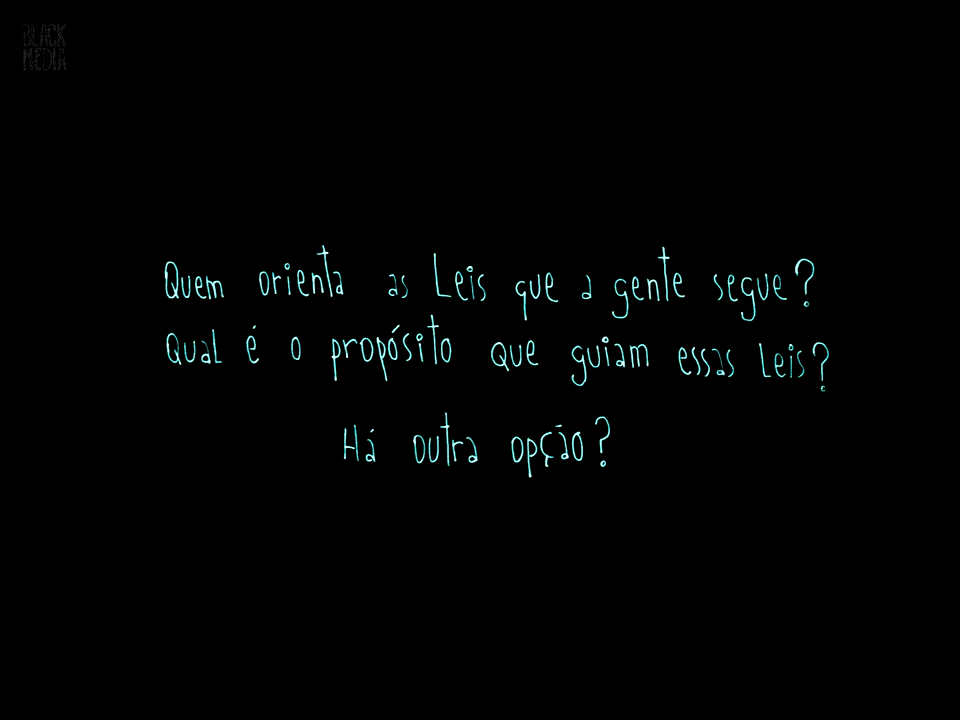 BLACK
MEDIA
Quem orienta as Leis que a gente segue?
Qual é o propósito que guiam essas Leis?
Há outra opção?